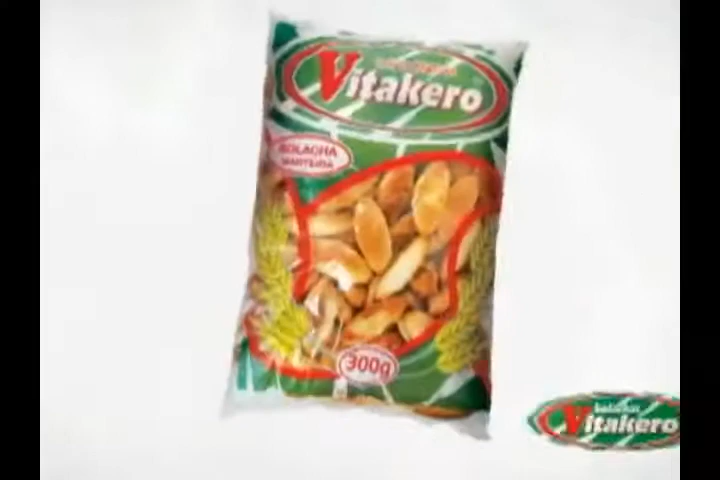 Vitakero
BOLACHA
MANTEIGA
300g
Vitakero